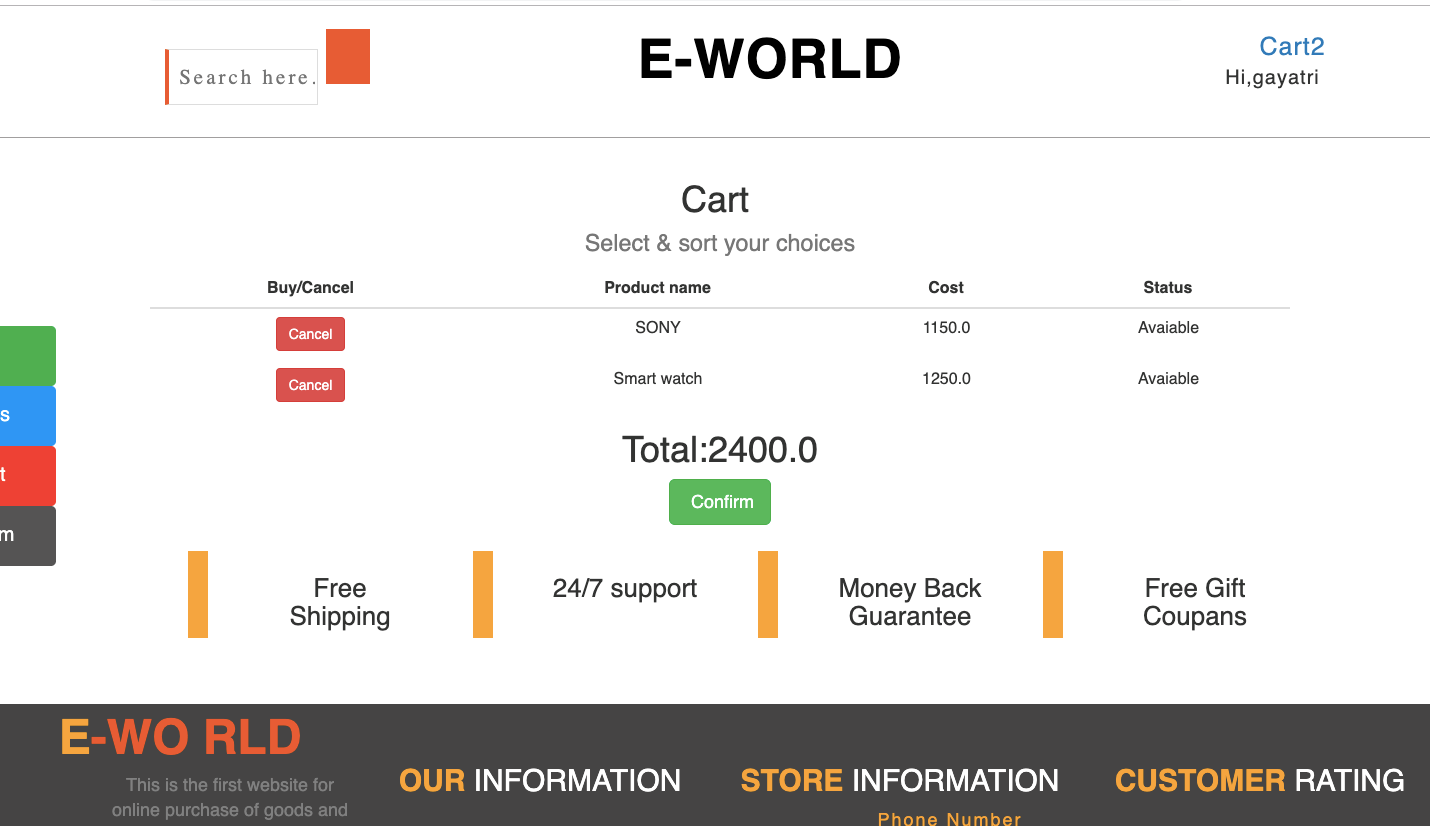 Search here.
E-WORLD
Cart2
Hi,gayatri
Cart
Select & sort your choices
Buy/Cancel Product name Cost Status
Cancel SONY 1150.0 Avaiable
Cancel Smart watch 1250.0 Avaiable
s
t
m
Total:2400.0
Confirm
Free
Shipping
24/7 support
Money Back
Guarantee
Free Gift
Coupans
E-WO RLD
This is the first website for
online purchase of goods and
OUR INFORMATION
STORE INFORMATION
Phone Number
CUSTOMER RATING